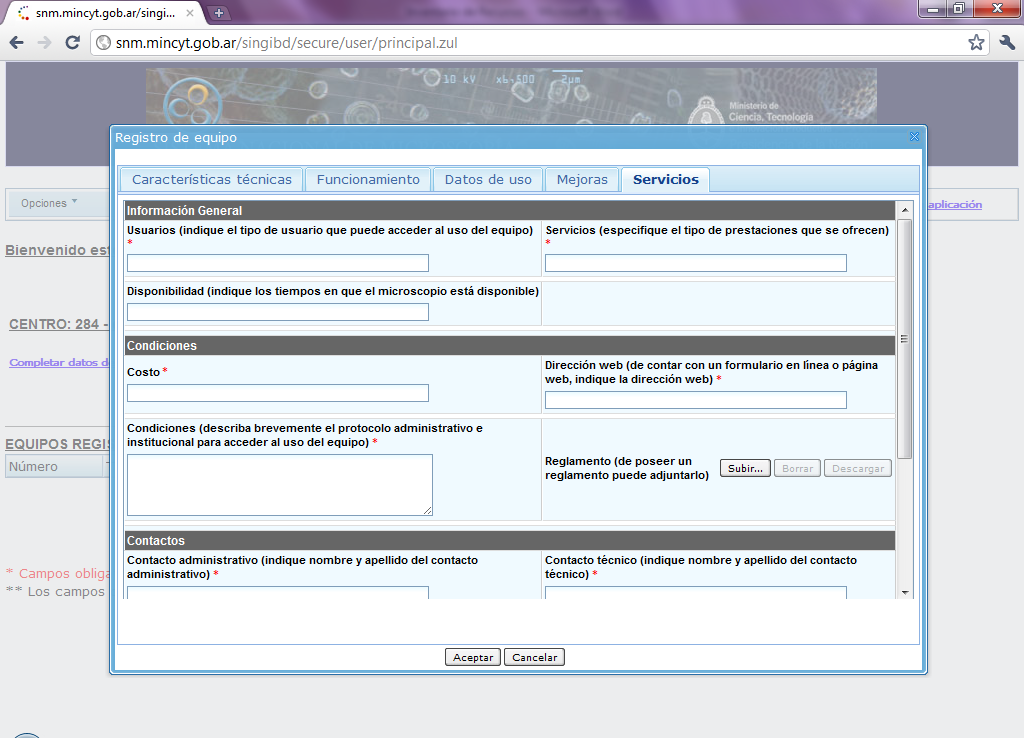 snm.mincyt.gob.ar/singi...
snm.mincyt.gob.ar/singibd/secure/user/principal.zul
10 kV x6,500 2µm
Ministerio de
Ciencia, Tecnología
Registro de equipo
Características técnicas Funcionamiento Datos de uso Mejoras Servicios
Opciones
aplicación
Bienvenido est
CENTRO: 284 -
Completar datos d
EQUIPOS REGI
Número
* Campos obliga
** Los campos
Información General
Usuarios (indique el tipo de usuario que puede acceder al uso del equipo)
*
Servicios (especifique el tipo de prestaciones que se ofrecen)
*
Disponibilidad (indique los tiempos en que el microscopio está disponible)
Condiciones
Costo *
Dirección web (de contar con un formulario en línea o página
web, indique la dirección web) *
Condiciones (describa brevemente el protocolo administrativo e
institucional para acceder al uso del equipo) *
Reglamento (de poseer un
reglamento puede adjuntarlo)
Subir... Borrar Descargar
Contactos
Contacto administrativo (indique nombre y apellido del contacto
administrativo) *
Contacto técnico (indique nombre y apellido del contacto
técnico) *
Aceptar Cancelar